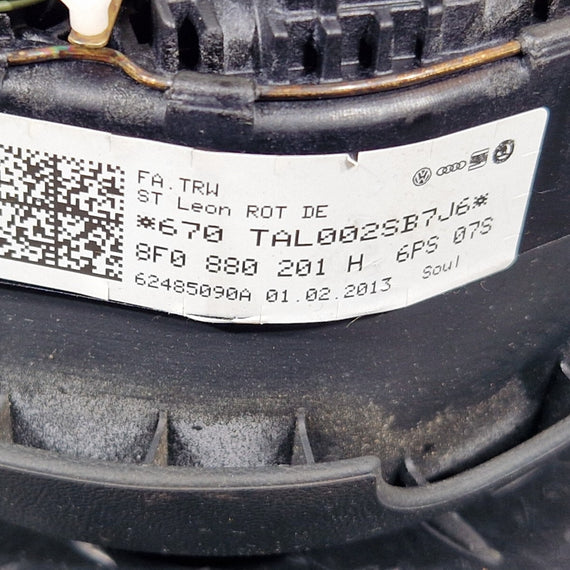 FA.TRW
ST Leon ROT DE
*670 TAL002SB7J6*
8F0 880 201 H 6PS 07S
62485090A 01.02.2013 Soul